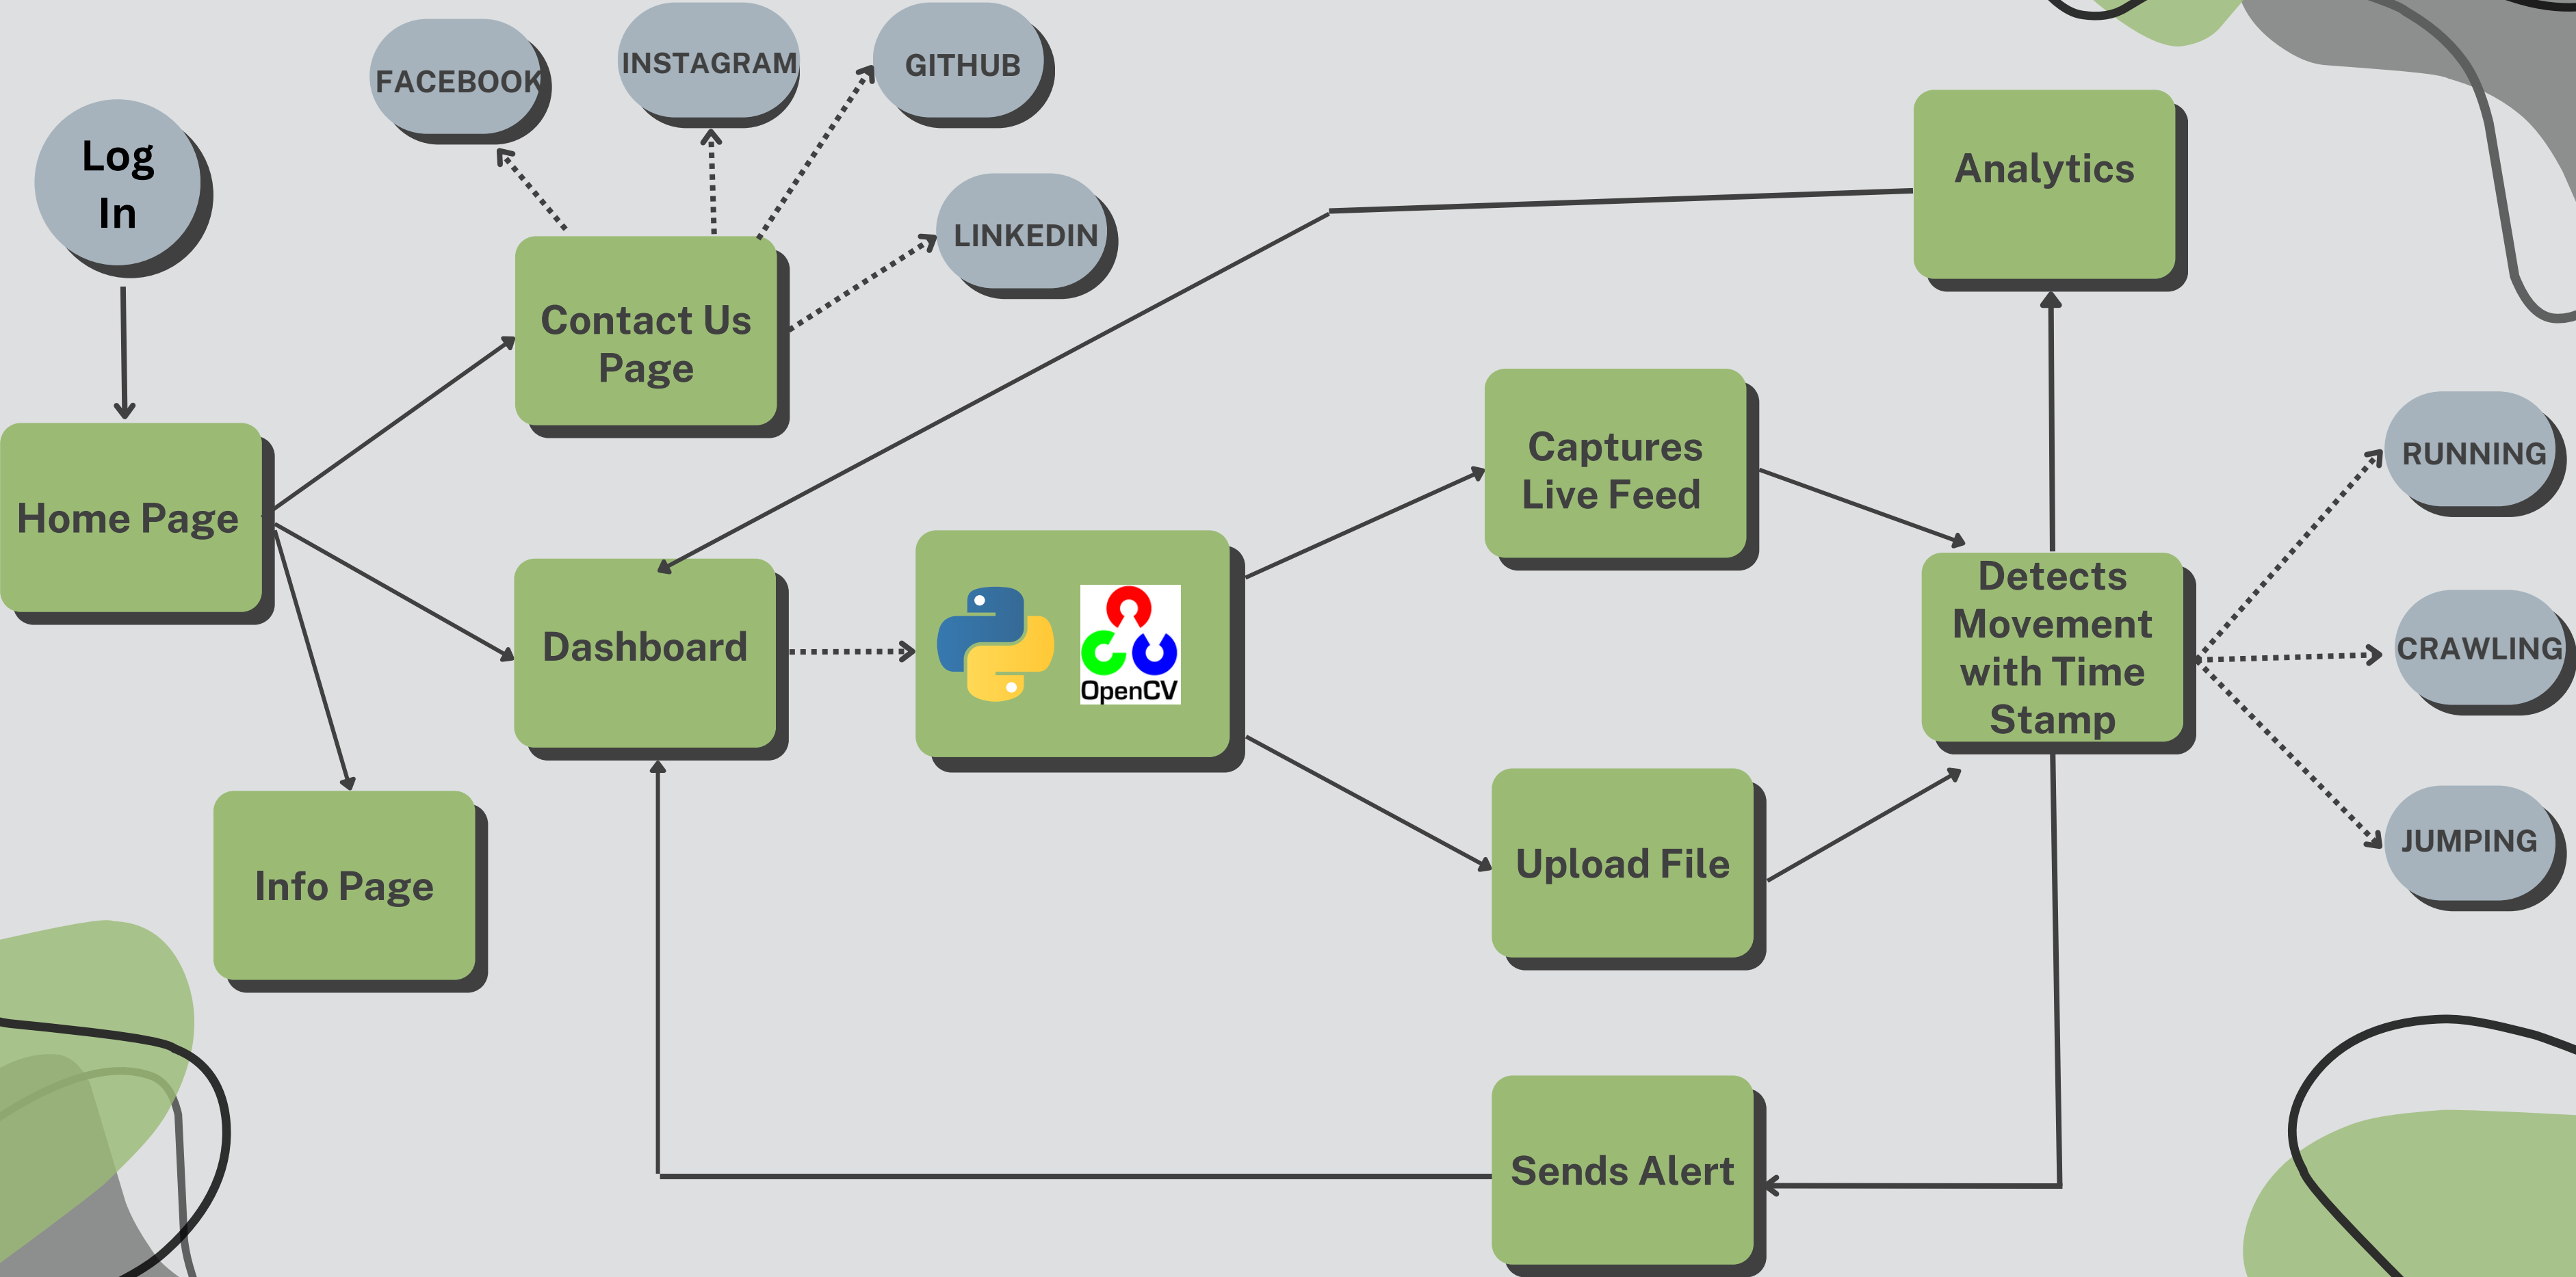 FACEBOOK
INSTAGRAM
GITHUB
Log
In
LINKEDIN
Analytics
Contact Us
Page
Home Page
Captures
Live Feed
RUNNING
Dashboard
OpenCV
Detects
Movement
with Time
Stamp
CRAWLING
Info Page
Upload File
JUMPING
Sends Alert